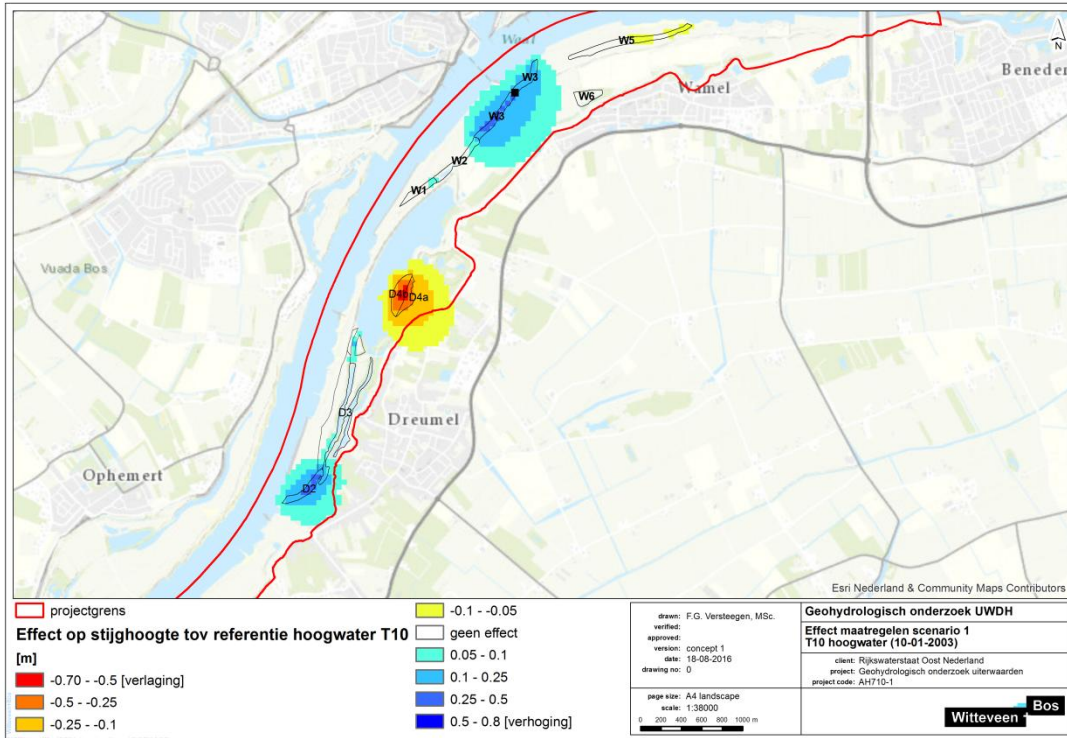 Waal
W5
N
W3
Beneden
W6
Wamel
W3
W2
W1
Vuada Bos
D4a
D3
Dreumel
Ophemert
D2
Esri Nederland & Community Maps Contributors
projectgrens
Effect op stijghoogte tov referentie hoogwater T10
[m]
-0.70 - -0.5 [verlaging]
-0.5 - -0.25
-0.25 - -0.1
-0.1 - -0.05
geen effect
0.05 - 0.1
0.1 - 0.25
0.25 - 0.5
0.5 - 0.8 [verhoging]
drawn: F.G. Versteegen, MSc.
verified:
approved:
version: concept 1
date: 18-08-2016
drawing no: 0
page size: A4 landscape
scale: 1:38000
0 200 400 600 800 1000 m
Geohydrologisch onderzoek UWDH
Effect maatregelen scenario 1
T10 hoogwater (10-01-2003)
client: Rijkswaterstaat Oost Nederland
project: Geohydrologisch onderzoek uiterwaarden
project code: AH710-1
Witteveen + Bos